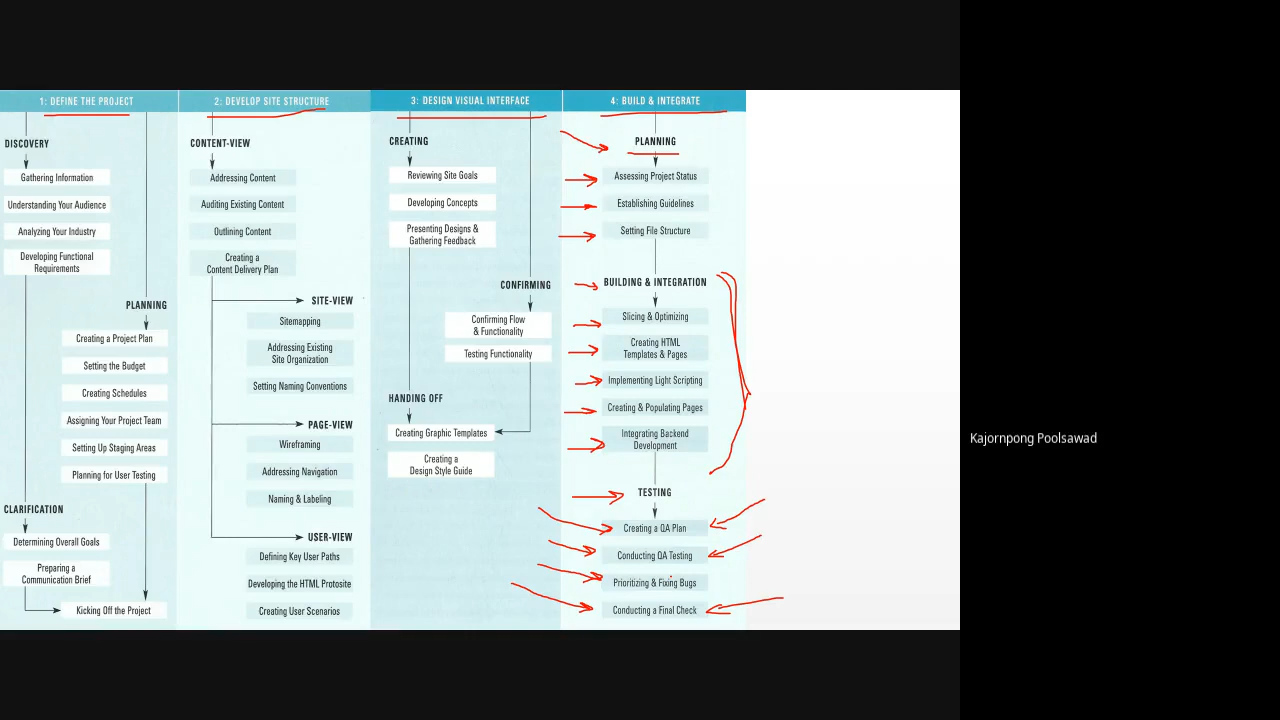 1: DEFINE THE PROJECT
DISCOVERY
Gathering Information
Understanding Your Audience
Analyzing Your Industry
Developing Functional
Requirements
PLANNING
Creating a Project Plan
Setting the Budget
Creating Schedules
Assigning Your Project Team
Setting Up Staging Areas
Planning for User Testing
CLARIFICATION
Determining Overall Goals
Preparing a
Communication Brief
Kicking Off the Project
2: DEVELOP SITE STRUCTURE
CONTENT-VIEW
Addressing Content
Auditing Existing Content
Outlining Content
Creating a
Content Delivery Plan
SITE-VIEW
Sitemapping
Addressing Existing
Site Organization
Setting Naming Conventions
PAGE-VIEW
Wireframing
Addressing Navigation
Naming & Labeling
USER-VIEW
Defining Key User Paths
Developing the HTML Protosite
Creating User Scenarios
3: DESIGN VISUAL INTERFACE
CREATING
Reviewing Site Goals
Developing Concepts
Presenting Designs &
Gathering Feedback
CONFIRMING
Confirming Flow
& Functionality
Testing Functionality
HANDING OFF
Creating Graphic Templates
Creating a
Design Style Guide
4: BUILD & INTEGRATE
PLANNING
Assessing Project Status
Establishing Guidelines
Setting File Structure
BUILDING & INTEGRATION
Slicing & Optimizing
Creating HTML
Templates & Pages
Implementing Light Scripting
Creating & Populating Pages
Integrating Backend
Development
TESTING
Creating a QA Plan
Conducting QA Testing
Prioritizing & Fixing Bugs
Conducting a Final Check
Kajornpong Poolsawad